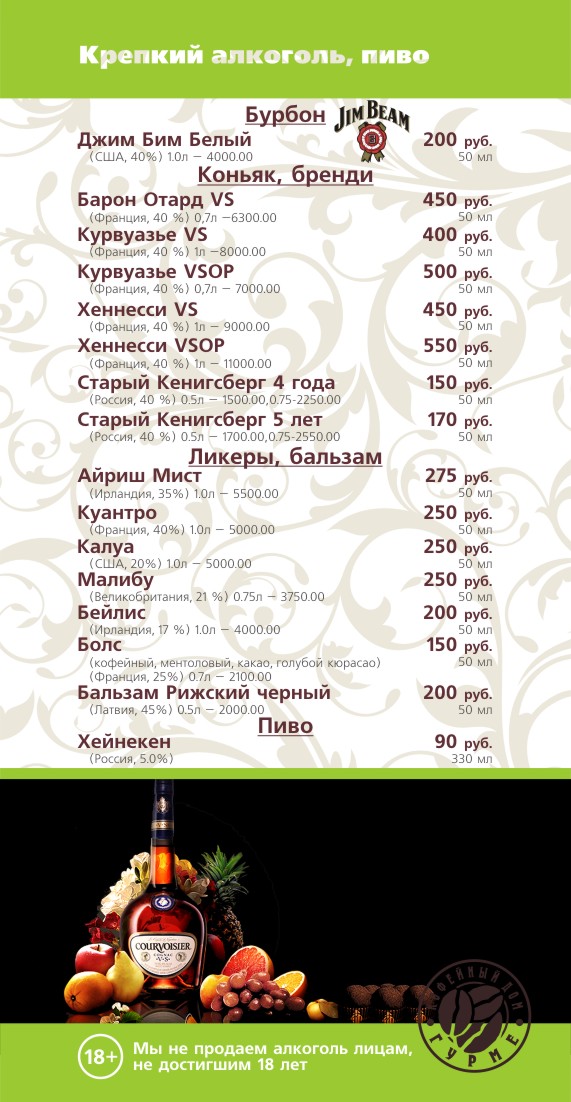 Крепкий алкоголь, пиво
Бурбон JIM BEAM
Джим Бим Белый 200 руб.
(США, 40%) 1.0л – 4000.00 50 мл
Коньяк, бренди
Барон Отард VS 450 руб.
(Франция, 40 %) 0,7л –6300.00 50 мл
Курвуазье VS 400 руб.
(Франция, 40 %) 1л –8000.00 50 мл
Курвуазье VSOP 500 руб.
(Франция, 40 %) 0,7л – 7000.00 50 мл
Хеннесси VS 450 руб.
(Франция, 40 %) 1л – 9000.00 50 мл
Хеннесси VSOP 550 руб.
(Франция, 40 %) 1л – 11000.00 50 мл
Старый Кенигсберг 4 года 150 руб.
(Россия, 40 %) 0.5л – 1500.00,0.75-2250.00 50 мл
Старый Кенигсберг 5 лет 170 руб.
(Россия, 40 %) 0.5л – 1700.00,0.75-2550.00 50 мл
Ликеры, бальзам
Айриш Мист 275 руб.
(Ирландия, 35%) 1.0л – 5500.00 50 мл
Куантро 250 руб.
(Франция, 40%) 1.0л – 5000.00 50 мл
Калуа 250 руб.
(США, 20%) 1.0л – 5000.00 50 мл
Малибу 250 руб.
(Великобритания, 21 %) 0.75л – 3750.00 50 мл
Бейлис 200 руб.
(Ирландия, 17 %) 1.0л – 4000.00 50 мл
Болс 150 руб.
(кофейный, ментоловый, какао, голубой кюрасао) 50 мл
(Франция, 25%) 0.7л – 2100.00
Бальзам Рижский черный 200 руб.
(Латвия, 45%) 0.5л – 2000.00 50 мл
Пиво
Хейнекен 90 руб.
(Россия, 5.0%) 330 мл
COURVOISIER
COGNAC
V·S
КОФЕЙНЫЙ ДОМ
ГУРМЕ
18+ Мы не продаем алкоголь лицам,
не достигшим 18 лет